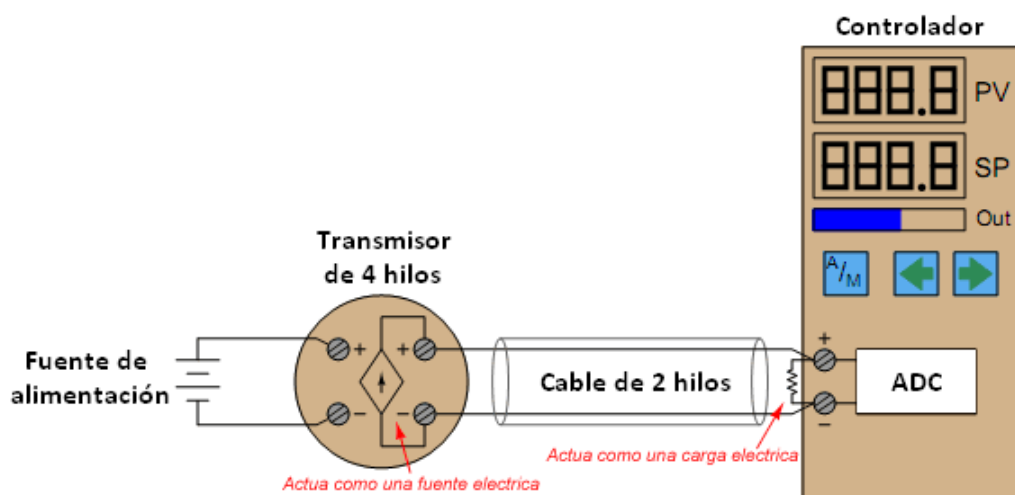 Controlador
888.8 PV
888.8 SP
Out
A/M
Transmisor
de 4 hilos
Fuente de
alimentación
+ +
- -
Cable de 2 hilos
+
-
ADC
Actua como una carga electrica
Actua como una fuente electrica